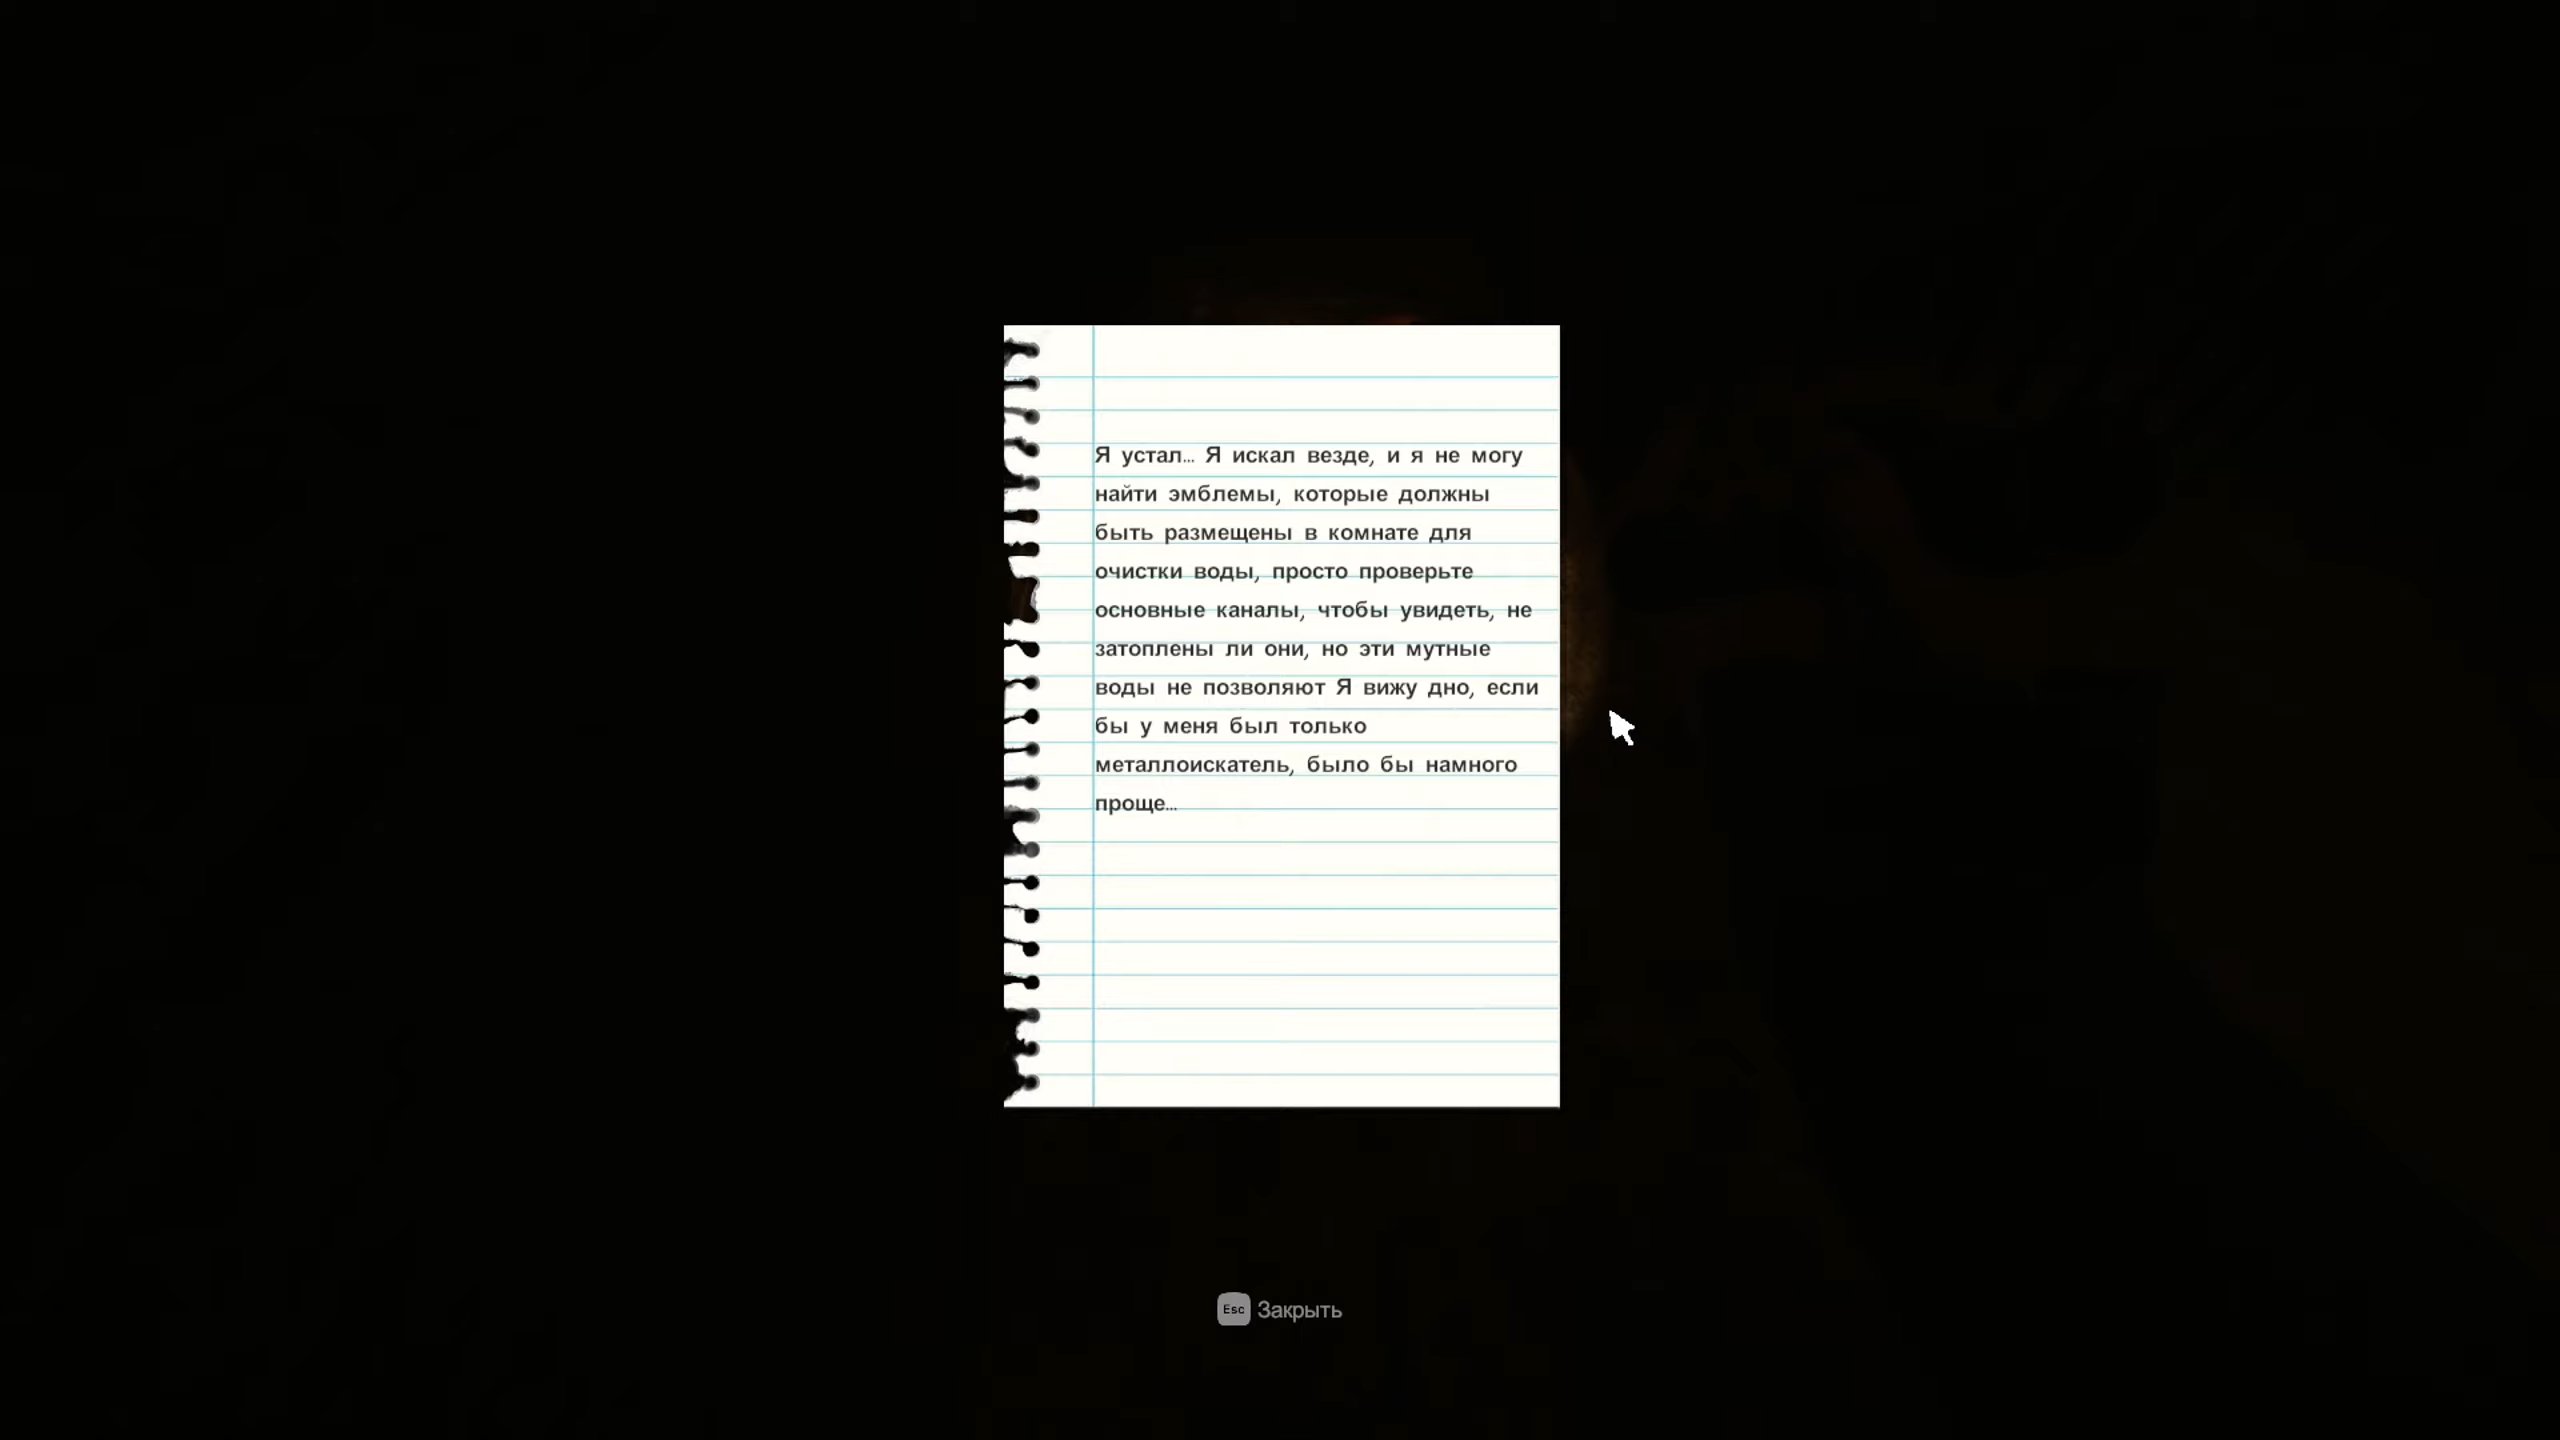 Я устал... Я искал везде, и я не могу
найти эмблемы, которые должны
быть размещены в комнате для
очистки воды, просто проверьте
основные каналы, чтобы увидеть, не
затоплены ли они, но эти мутные
воды не позволяют Я вижу дно, если
бы у меня был только
металлоискатель, было бы намного
проще...
Esc Закрыть